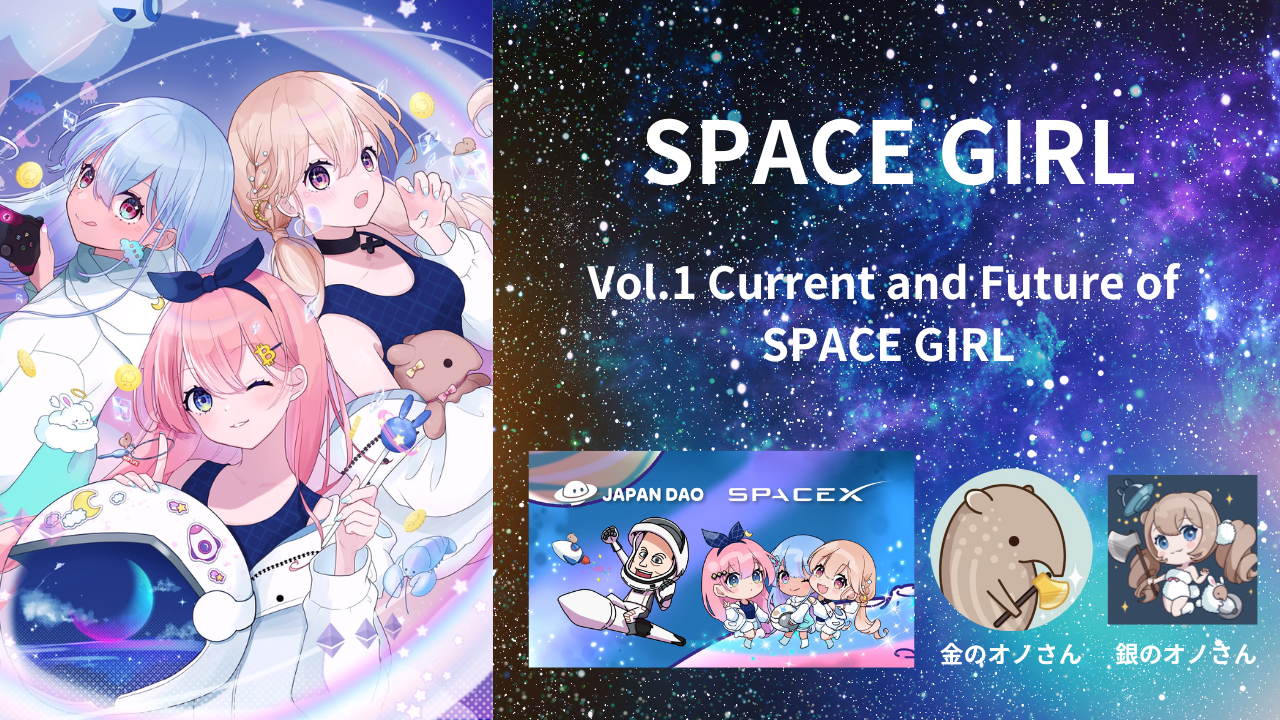 SPACE GIRL
Vol.1 Current and Future of
SPACE GIRL
JAPAN DAO SPACEX
金のオノさん
銀のオノさん